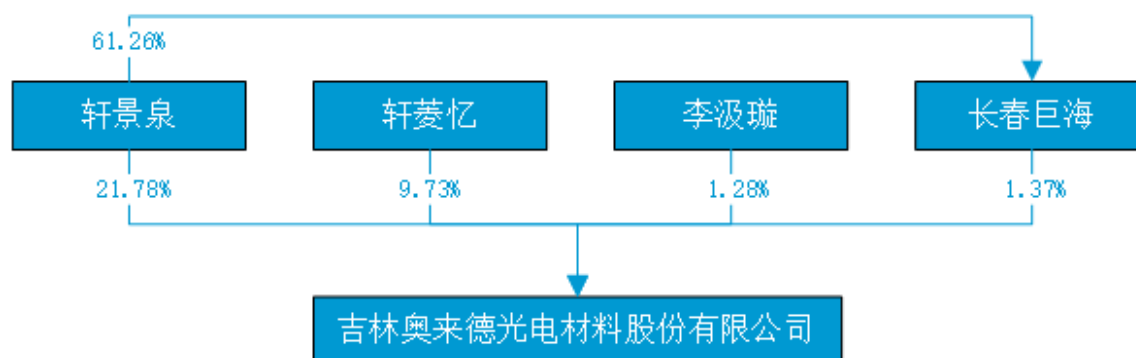 61.26%
轩景泉
轩菱忆
李汲璇
长春巨海
21.78%
9.73%
1.28%
1.37%
吉林奥来德光电材料股份有限公司